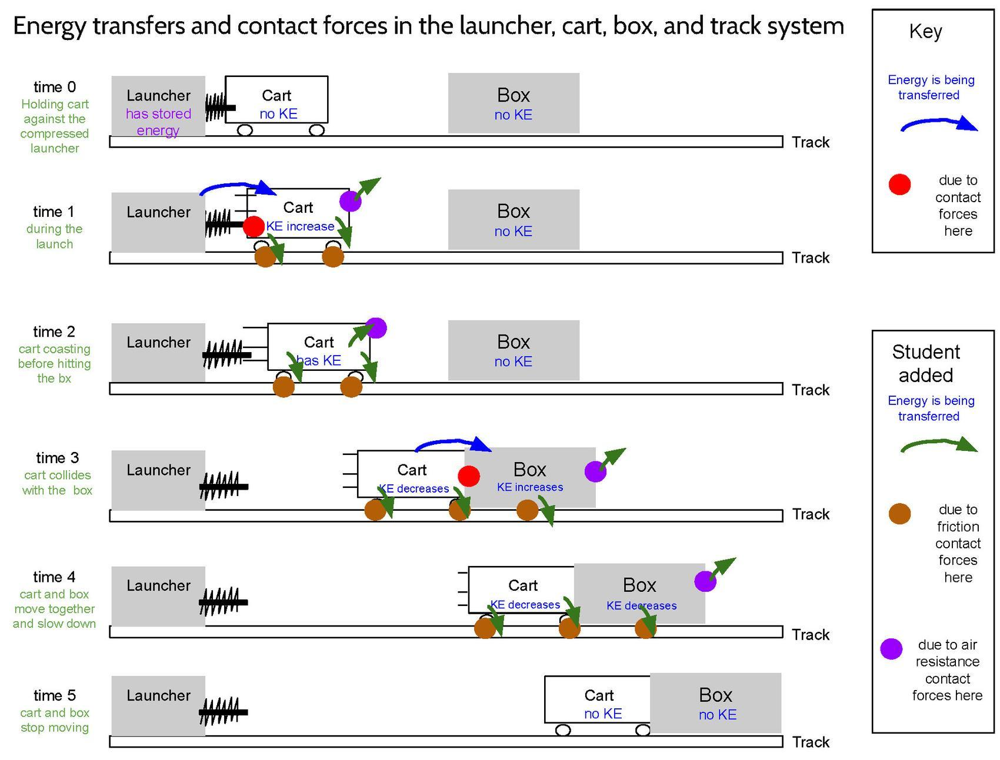 Energy transfers and contact forces in the launcher, cart, box, and track system
time 0
Holding cart
against the
compressed
launcher
Launcher
has stored
energy
Cart
no KE
Box
no KE
Track
time 1
during the
launch
Launcher
Cart
KE increase
Box
no KE
Track
time 2
cart coasting
before hitting
the bx
Launcher
Cart
has KE
Box
no KE
Track
time 3
cart collides
with the box
Launcher
Cart
KE decreases
Box
KE increases
Track
time 4
cart and box
move together
and slow down
Launcher
Cart
KE decreases
Box
KE decreases
Track
time 5
cart and box
stop moving
Launcher
Cart
no KE
Box
no KE
Track
Key
Energy is being
transferred
due to
contact
forces
here
Student
added
Energy is being
transferred
due to
friction
contact
forces
here
due to air
resistance
contact
forces here